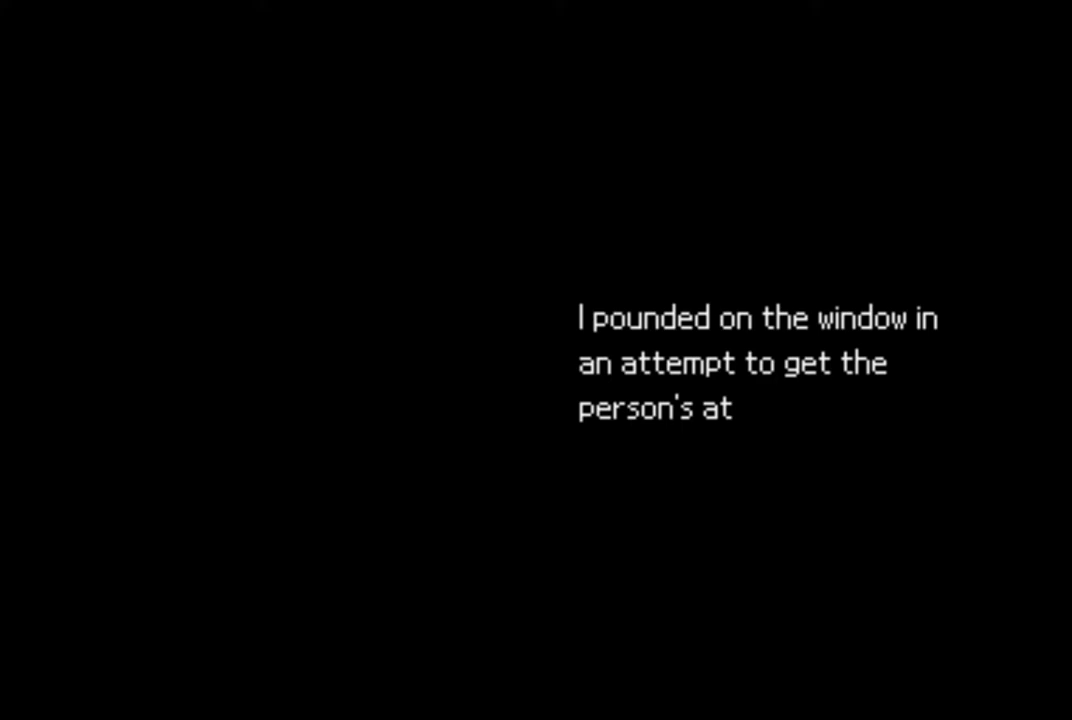 I pounded on the window in
an attempt to get the
person's at